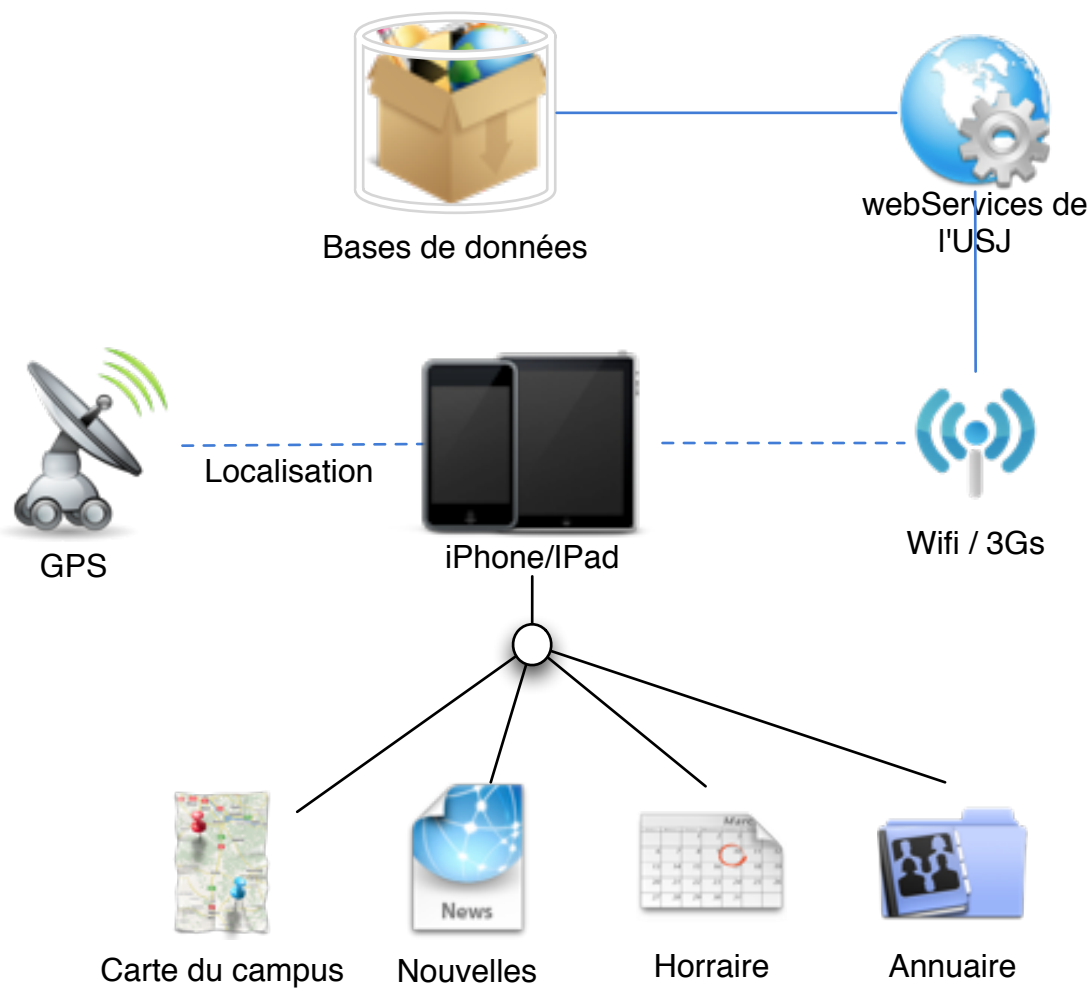 webServices de
l'USJ
Bases de données
Localisation
GPS
iPhone/IPad
Wifi / 3Gs
News
Carte du campus
Nouvelles
Horraire
Annuaire